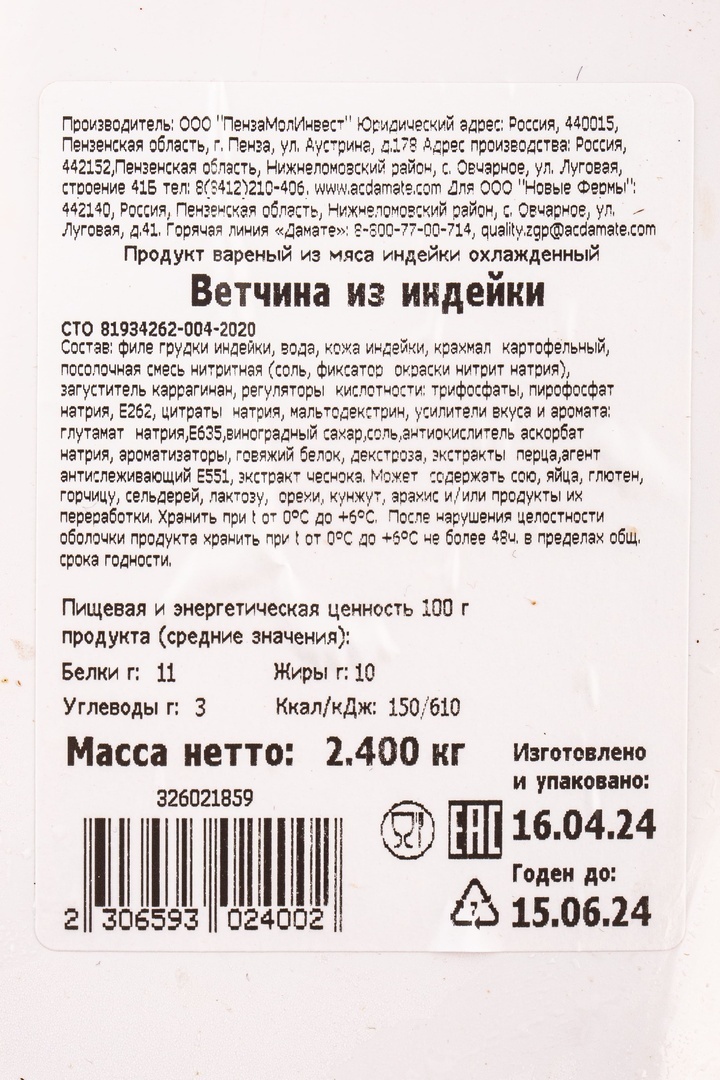 Производитель: ООО "ПензаМолИнвест" Юридический адрес: Россия, 440015,
Пензенская область, г. Пенза, ул. Аустрина, д.178 Адрес производства: Россия,
442152,Пензенская область, Нижнеломовский район, с. Овчарное, ул. Луговая,
строение 41Б тел: 8(8412)210-406, www.acdamate.com Для ООО "Новые Фермы":
442140, Россия, Пензенская область, Нижнеломовский район, с. Овчарное, ул.
Луговая, д.41. Горячая линия «Дамате»: 8-800-77-00-714, quality.zgp@acdamate.com
Продукт вареный из мяса индейки охлажденный
Ветчина из индейки
СТО 81934262-004-2020
Состав: филе грудки индейки, вода, кожа индейки, крахмал картофельный,
посолочная смесь нитритная (соль, фиксатор окраски нитрит натрия),
загуститель каррагинан, регуляторы кислотности: трифосфаты, пирофосфат
натрия, Е262, цитраты натрия, мальтодекстрин, усилители вкуса и аромата:
глутамат натрия,Е635,виноградный сахар,соль,антиокислитель аскорбат
натрия, ароматизаторы, говяжий белок, декстроза, экстракты перца,агент
антислеживающий Е551, экстракт чеснока. Может содержать сою, яйца, глютен,
горчицу, сельдерей, лактозу, орехи, кунжут, арахис и/или продукты их
переработки. Хранить при t от 0°С до +6°С. После нарушения целостности
оболочки продукта хранить при t от 0°С до +6°С не более 48ч. в пределах общ.
срока годности.
Пищевая и энергетическая ценность 100 г
продукта (средние значения):
Белки г: 11 Жиры г: 10
Углеводы г: 3 Ккал/кДж: 150/610
Масса нетто: 2.400 кг
Изготовлено
и упаковано:
326021859
EAC 16.04.24
Годен до:
7 15.06.24
2 306593 024002